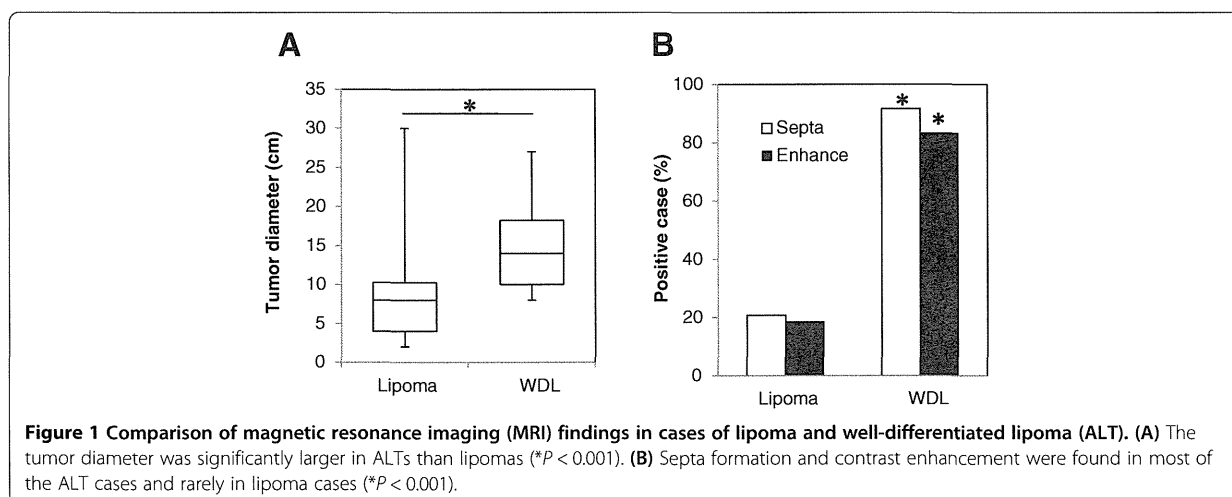 A
B
35
30
25
20
15
10
5
0
Tumor diameter (cm)
*
Lipoma
WDL
100
80
60
40
20
0
Positive case (%)
Septa
Enhance
*
*
Lipoma
WDL
Figure 1 Comparison of magnetic resonance imaging (MRI) findings in cases of lipoma and well-differentiated lipoma (ALT). (A) The
tumor diameter was significantly larger in ALTs than lipomas (*P < 0.001). (B) Septa formation and contrast enhancement were found in most of
the ALT cases and rarely in lipoma cases (*P < 0.001).